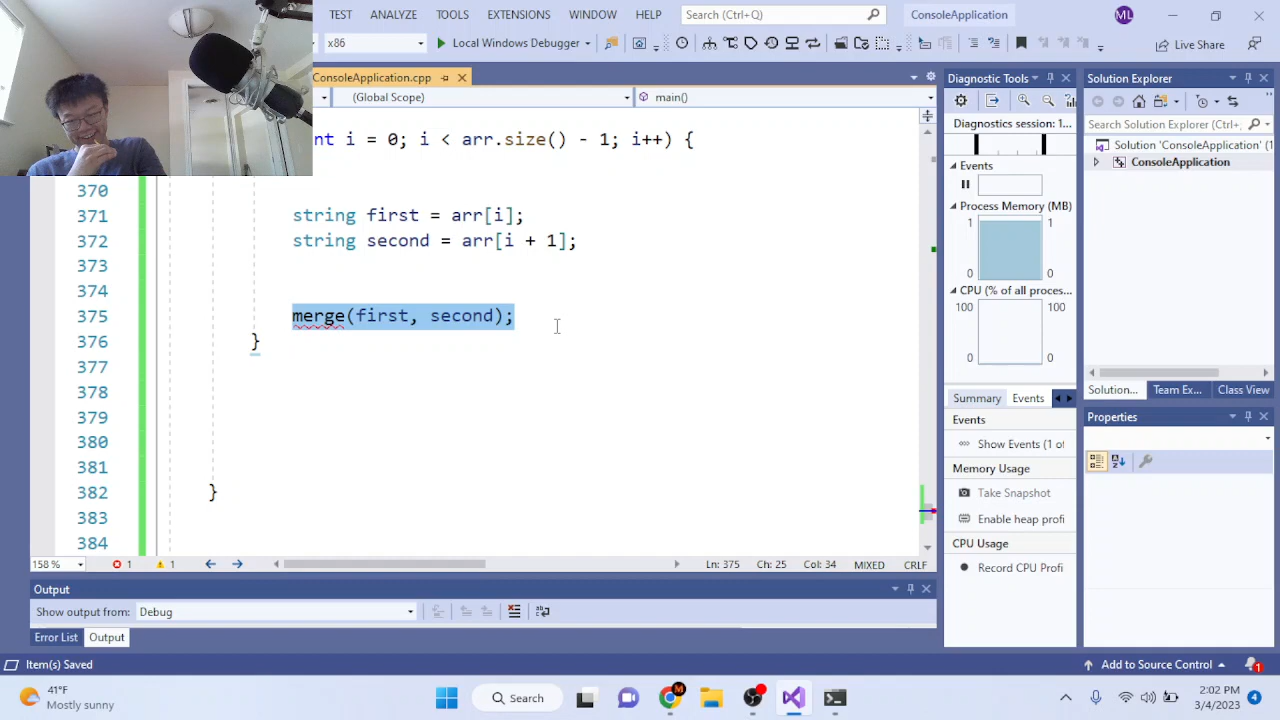 TEST ANALYZE TOOLS EXTENSIONS WINDOW HELP Search (Ctrl+Q) ConsoleApplication ML
x86 Local Windows Debugger Live Share
ConsoleApplication.cpp
(Global Scope) main()
nt i = 0; i < arr.size() - 1; i++) {
370
371 string first = arr[i];
372 string second = arr[i + 1];
373
374
375 merge(first, second);
376 }
377
378
379
380
381
382 }
383
384
158 % 1 1 Ln: 375 Ch: 25 Col: 34 MIXED CRLF
Output
Show output from: Debug
Error List Output
Item(s) Saved
Add to Source Control 1
Diagnostic Tools
Diagnostics session: 1...
Events
Process Memory (MB)
1 1
0 0
CPU (% of all proces...
100 100
0 0
Summary Events
Events
Show Events (1 of
Memory Usage
Take Snapshot
Enable heap profi
CPU Usage
Record CPU Profi
Solution Explorer
Search Solution Explorer (Ctrl+
Solution 'ConsoleApplication' (1
ConsoleApplication
Solution... Team Ex... Class View
Properties
41°F
Mostly sunny
Search
M
2:02 PM
3/4/2023
4